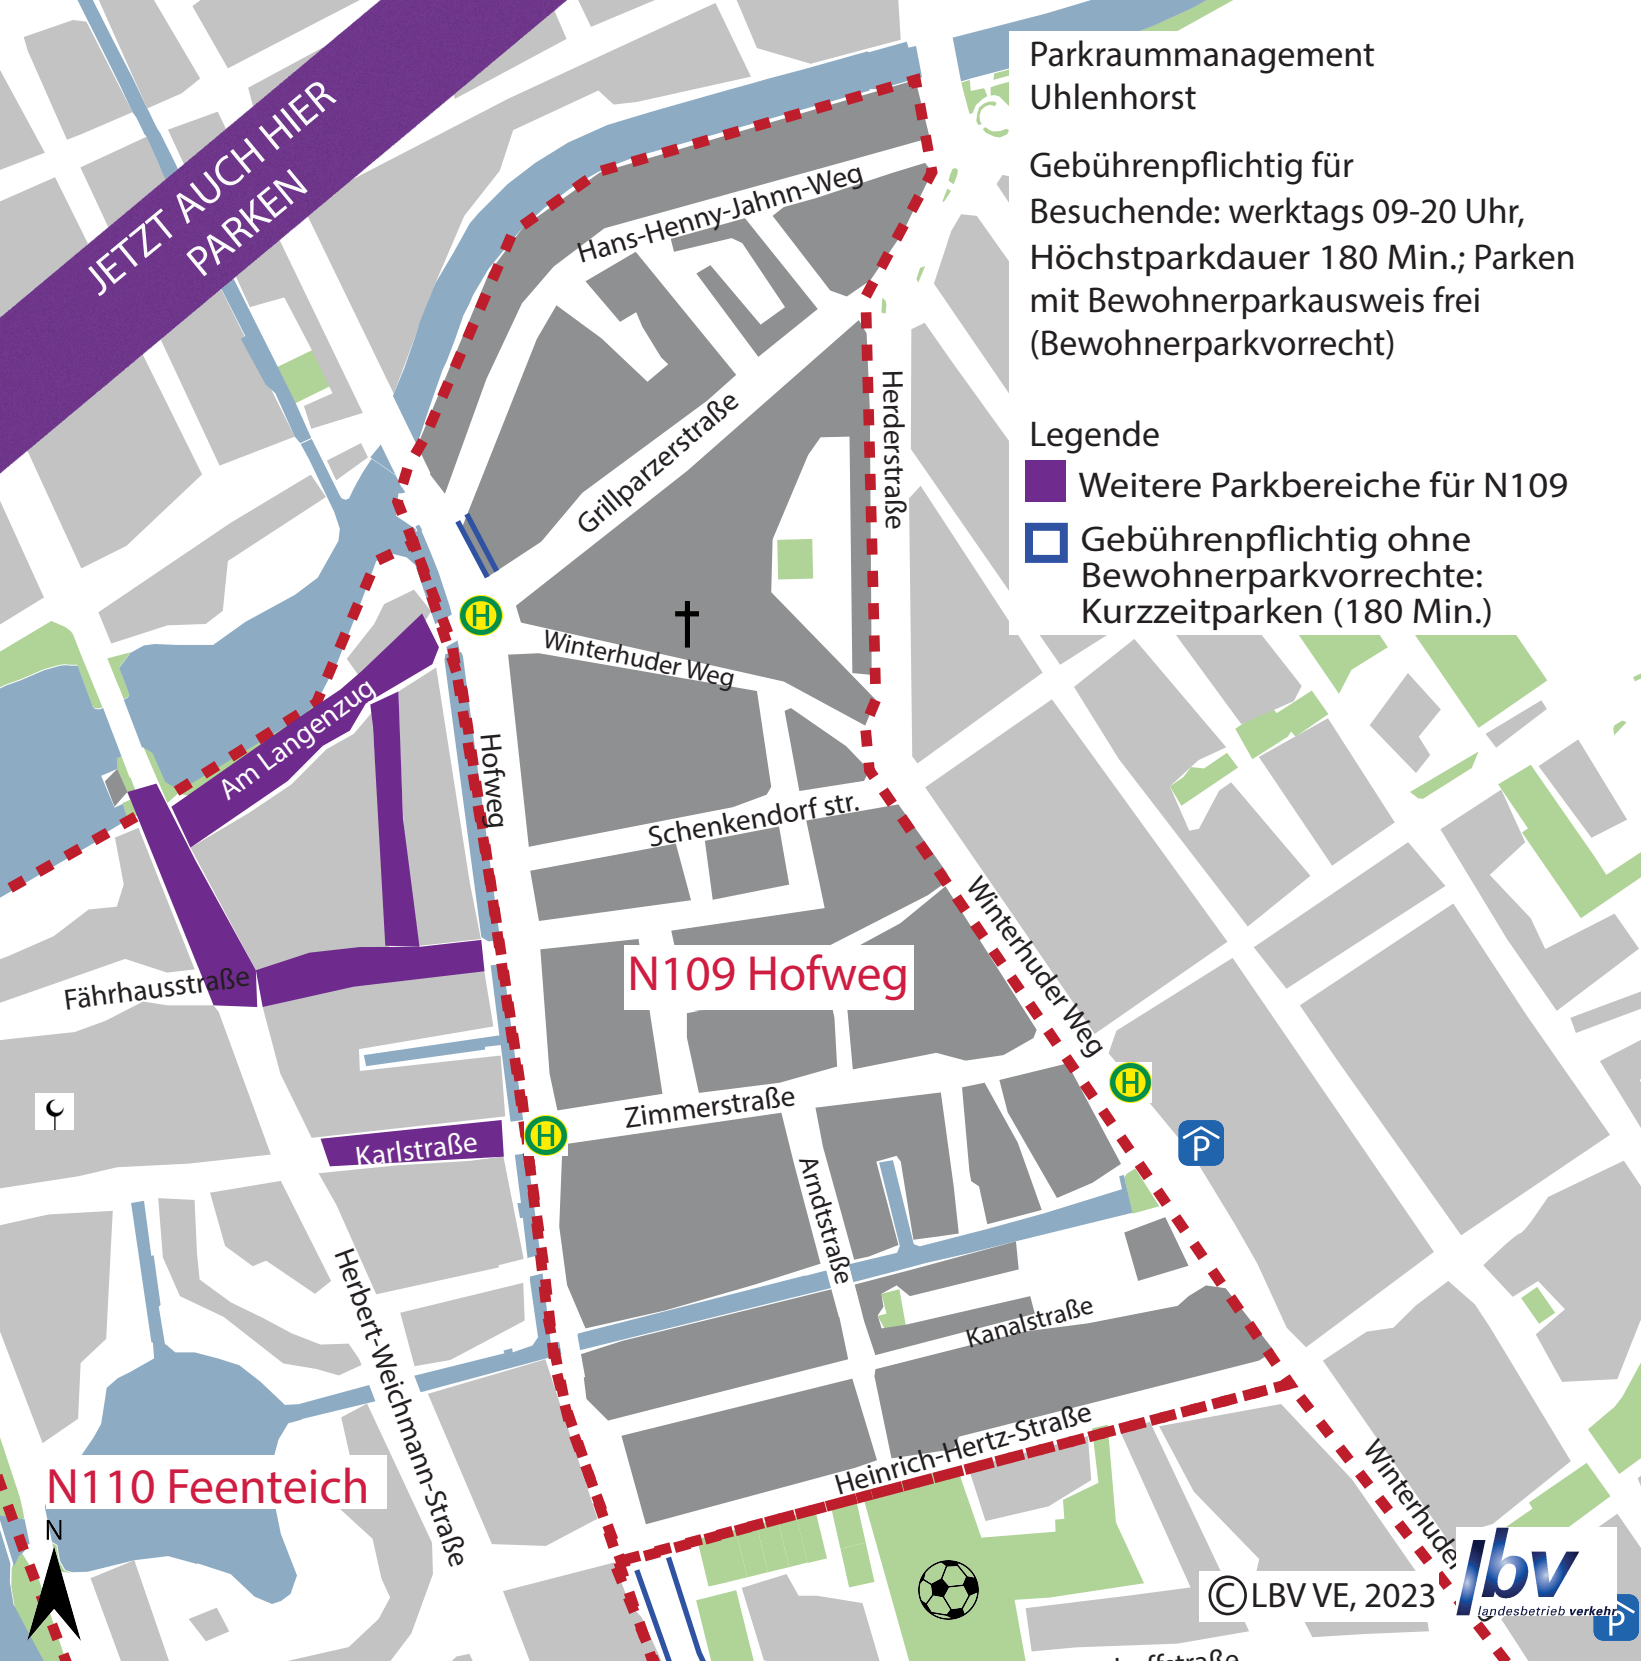 JETZT AUCH HIER
PARKEN
Parkraummanagement
Uhlenhorst
Gebührenpflichtig für
Besuchende: werktags 09-20 Uhr,
Höchstparkdauer 180 Min.; Parken
mit Bewohnerparkausweis frei
(Bewohnerparkvorrecht)
Legende
Weitere Parkbereiche für N109
Gebührenpflichtig ohne
Bewohnerparkvorrechte:
Kurzzeitparken (180 Min.)
Hans-Henny-Jahnn-Weg
Grillparzerstraße
Herderstraße
H
Winterhuder Weg
Am Langenzug
Hofweg
Schenkendorf str.
Winterhuder Weg
N109 Hofweg
Fährhausstraße
H
P
Zimmerstraße
H
Karlstraße
Arndtstraße
Herbert-Weichmann-Straße
Kanalstraße
Heinrich-Hertz-Straße
Winterhuder
N110 Feenteich
N
©LBV VE, 2023
lbv
landesbetrieb verkehr
P